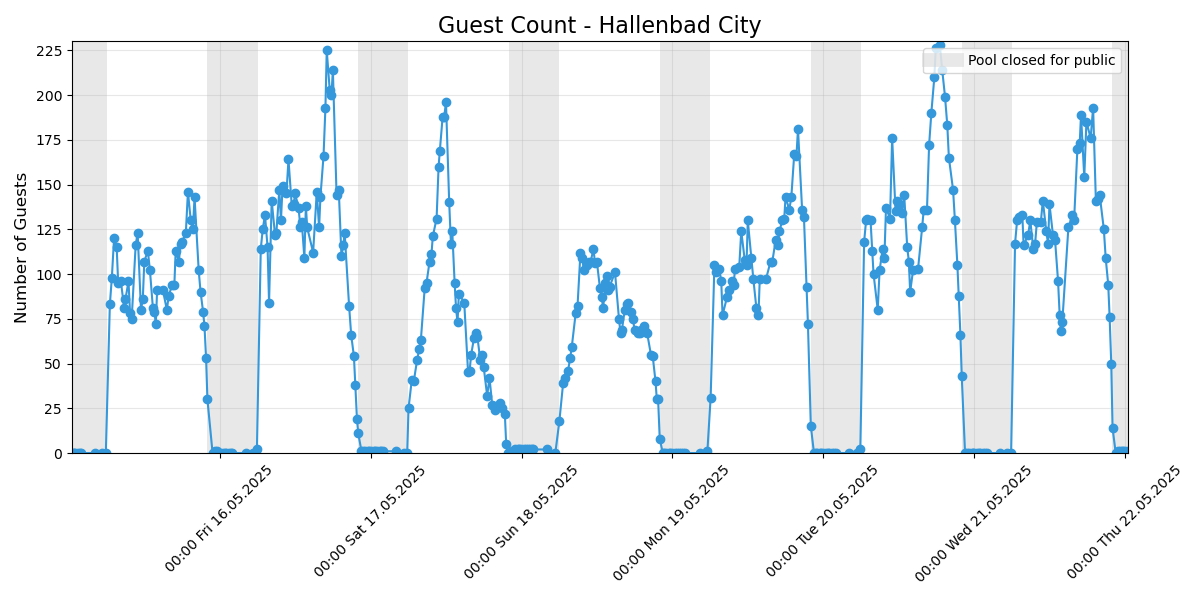 Guest Count - Hallenbad City
Pool closed for public
Number of Guests
225
200
175
150
125
100
75
50
25
0
00:00 Fri 16.05.2025
00:00 Sat 17.05.2025
00:00 Sun 18.05.2025
00:00 Mon 19.05.2025
00:00 Tue 20.05.2025
00:00 Wed 21.05.2025
00:00 Thu 22.05.2025